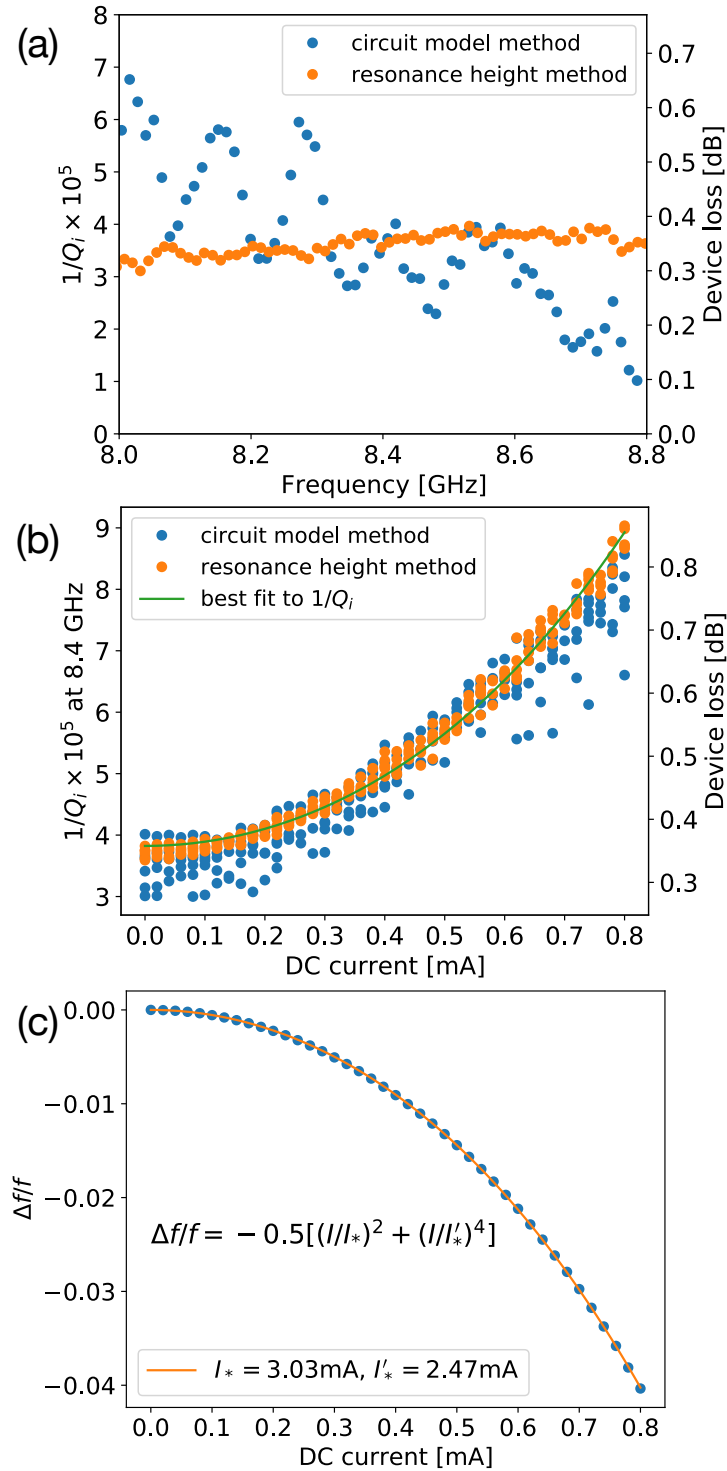 (a)
8
7
6
5
4
3
2
1
0
1/Q_i × 10^5
circuit model method
resonance height method
0.7
0.6
0.5
0.4
0.3
0.2
0.1
0.0
Device loss [dB]
8.0 8.2 8.4 8.6 8.8
Frequency [GHz]
(b)
9
8
7
6
5
4
3
1/Q_i × 10^5 at 8.4 GHz
circuit model method
resonance height method
best fit to 1/Q_i
0.8
0.7
0.6
0.5
0.4
0.3
Device loss [dB]
0.0 0.1 0.2 0.3 0.4 0.5 0.6 0.7 0.8
DC current [mA]
(c)
0.00
−0.01
−0.02
−0.03
−0.04
Δf/f
Δf/f = −0.5[(I/I_*)^2 + (I/I'_*)^4]
I_* = 3.03mA, I'_* = 2.47mA
0.0 0.1 0.2 0.3 0.4 0.5 0.6 0.7 0.8
DC current [mA]